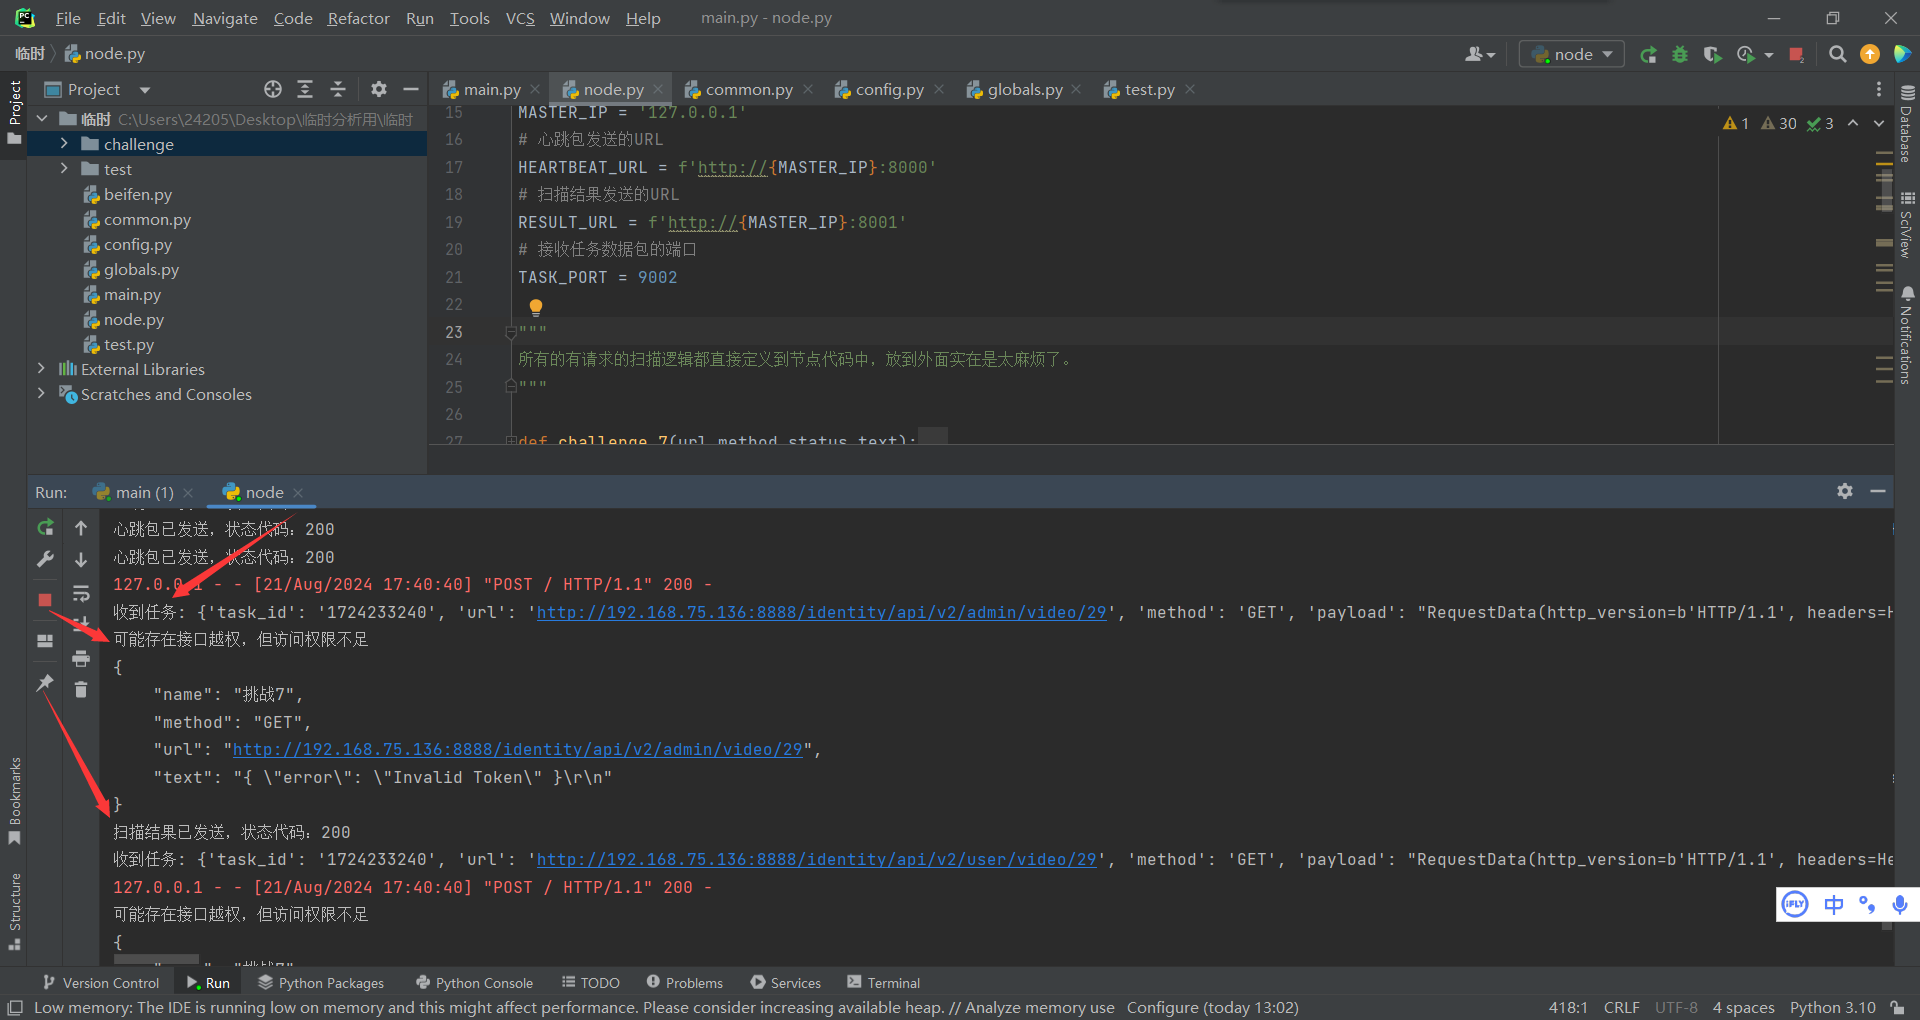 File Edit View Navigate Code Refactor Run Tools VCS Window Help main.py - node.py
临时 node.py node
Project
Project main.py node.py common.py config.py globals.py test.py
临时 C:\Users\24205\Desktop\临时分析用\临时
challenge
test
beifen.py
common.py
config.py
globals.py
main.py
node.py
test.py
External Libraries
Scratches and Consoles
1 30 3
15 MASTER_IP = '127.0.0.1'
16 # 心跳包发送的URL
17 HEARTBEAT_URL = f'http://{MASTER_IP}:8000'
18 # 扫描结果发送的URL
19 RESULT_URL = f'http://{MASTER_IP}:8001'
20 # 接收任务数据包的端口
21 TASK_PORT = 9002
22
23 """
24 所有的有请求的扫描逻辑都直接定义到节点代码中，放到外面实在是太麻烦了。
25 """
26
27 def challenge_7(url,method,status,text):
Database
SciView
Notifications
Run: main (1) node
心跳包已发送，状态代码：200
心跳包已发送，状态代码：200
127.0.0.1 - - [21/Aug/2024 17:40:40] "POST / HTTP/1.1" 200 -
收到任务: {'task_id': '1724233240', 'url': 'http://192.168.75.136:8888/identity/api/v2/admin/video/29', 'method': 'GET', 'payload': "RequestData(http_version=b'HTTP/1.1', headers=H
可能存在接口越权，但访问权限不足
{
"name": "挑战7",
"method": "GET",
"url": "http://192.168.75.136:8888/identity/api/v2/admin/video/29",
"text": "{ \"error\": \"Invalid Token\" }\r\n"
}
扫描结果已发送，状态代码：200
收到任务: {'task_id': '1724233240', 'url': 'http://192.168.75.136:8888/identity/api/v2/user/video/29', 'method': 'GET', 'payload': "RequestData(http_version=b'HTTP/1.1', headers=He
127.0.0.1 - - [21/Aug/2024 17:40:40] "POST / HTTP/1.1" 200 -
可能存在接口越权，但访问权限不足
{
Bookmarks
Structure
iFLY 中
Version Control Run Python Packages Python Console TODO Problems Services Terminal
Low memory: The IDE is running low on memory and this might affect performance. Please consider increasing available heap. // Analyze memory use Configure (today 13:02) 418:1 CRLF UTF-8 4 spaces Python 3.10